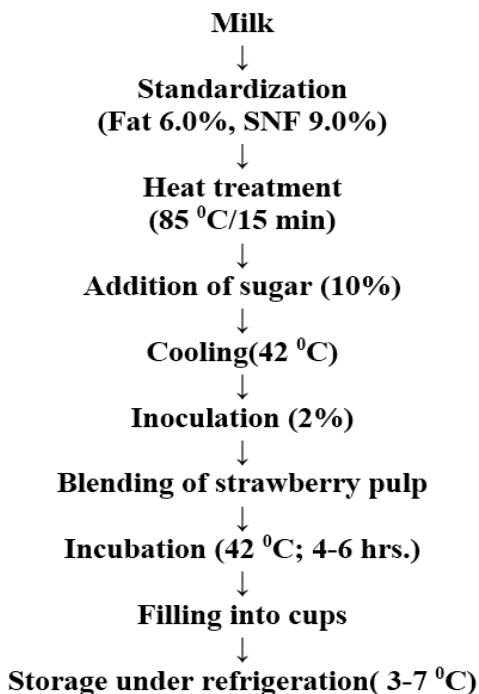 Milk
↓
Standardization
(Fat 6.0%, SNF 9.0%)
↓
Heat treatment
(85 ⁰C/15 min)
↓
Addition of sugar (10%)
↓
Cooling(42 ⁰C)
↓
Inoculation (2%)
↓
Blending of strawberry pulp
↓
Incubation (42 ⁰C; 4-6 hrs.)
↓
Filling into cups
↓
Storage under refrigeration( 3-7 ⁰C)